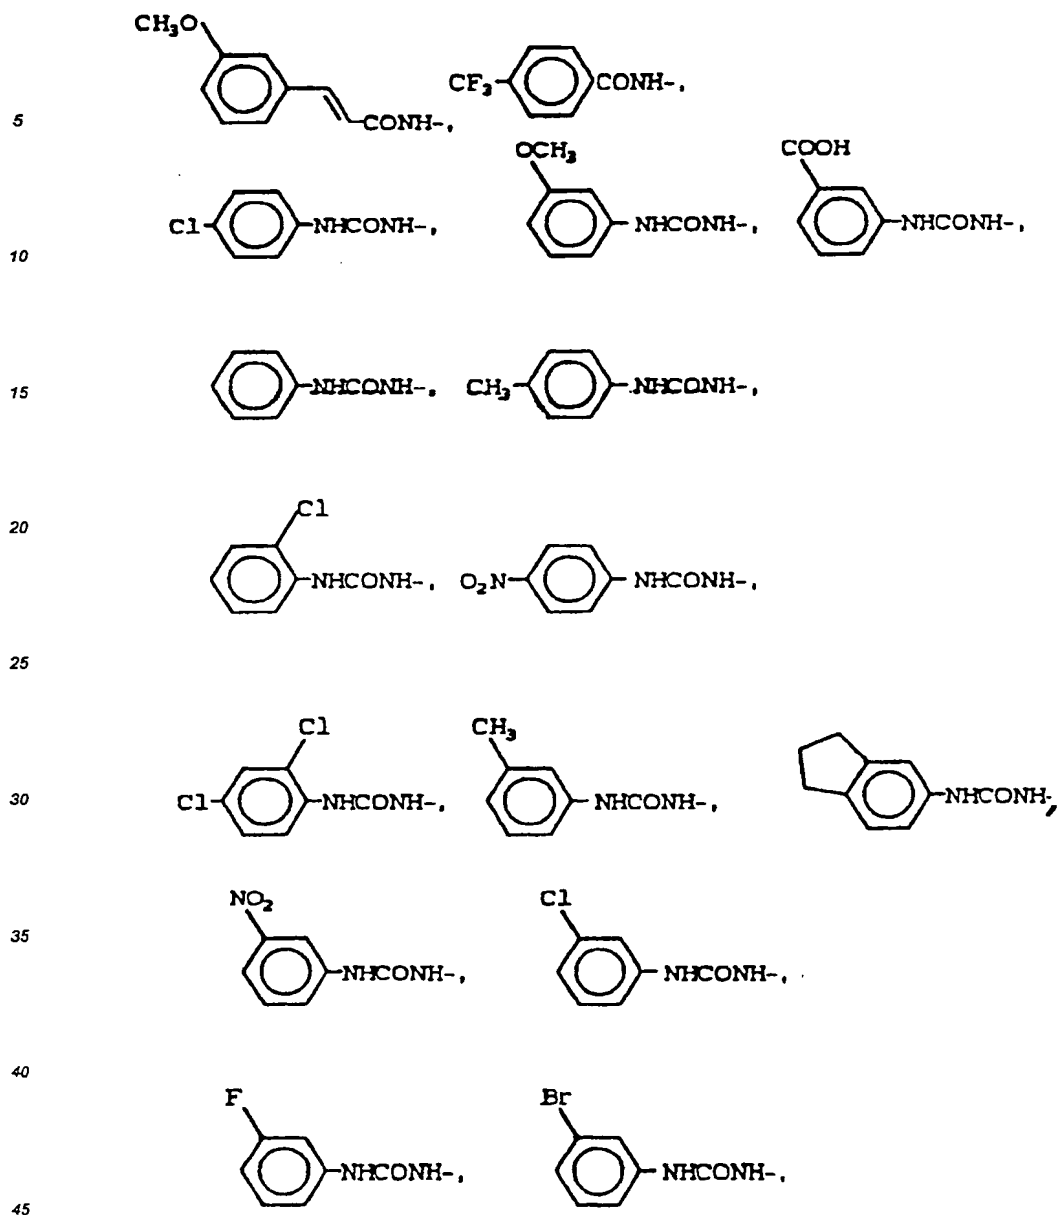 CH₃O
CF₃ CONH-,
5 CONH-,
OCH₃ COOH
Cl NHCONH-, NHCONH-, NHCONH-,
10
15 NHCONH-, CH₃ NHCONH-,
20 Cl
NHCONH-, O₂N NHCONH-,
25
Cl CH₃
30 Cl NHCONH-, NHCONH-, NHCONH-,
NO₂ Cl
35
NHCONH-, NHCONH-,
40
F Br
NHCONH-, NHCONH-,
45